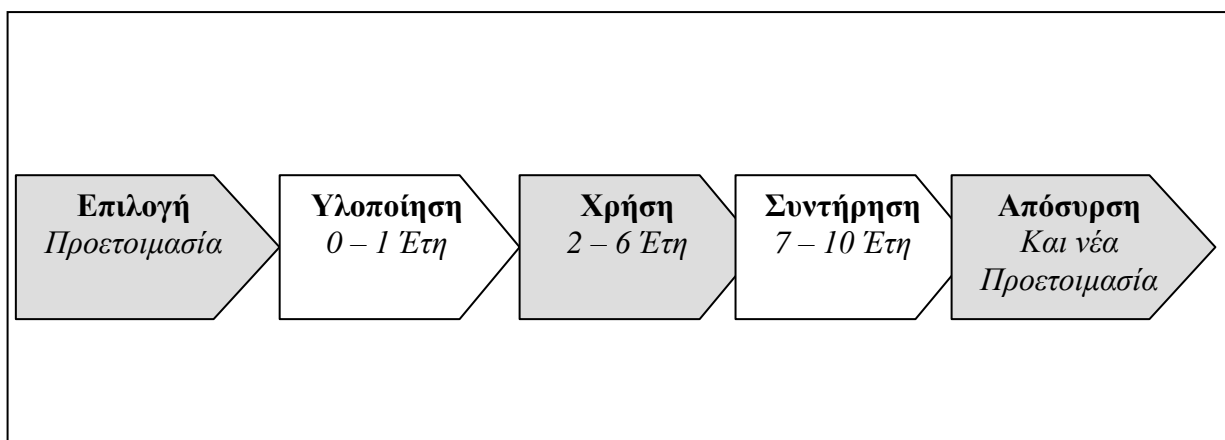 Επιλογή
Προετοιμασία
Υλοποίηση
0 – 1 Έτη
Χρήση
2 – 6 Έτη
Συντήρηση
7 – 10 Έτη
Απόσυρση
Και νέα
Προετοιμασία